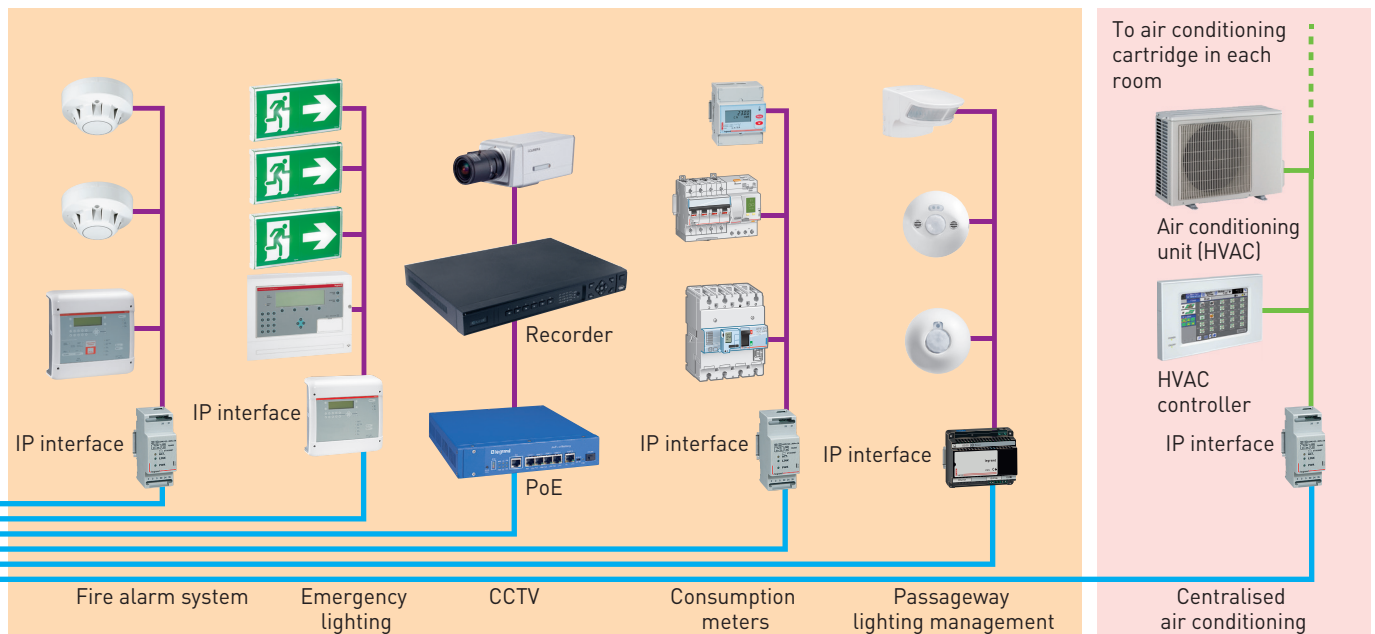 To air conditioning
cartridge in each
room
Air conditioning
unit (HVAC)
HVAC
controller
Recorder
IP interface
IP interface
PoE
IP interface
IP interface
IP interface
legrand
Fire alarm system
Emergency
lighting
CCTV
Consumption
meters
Passageway
lighting management
Centralised
air conditioning